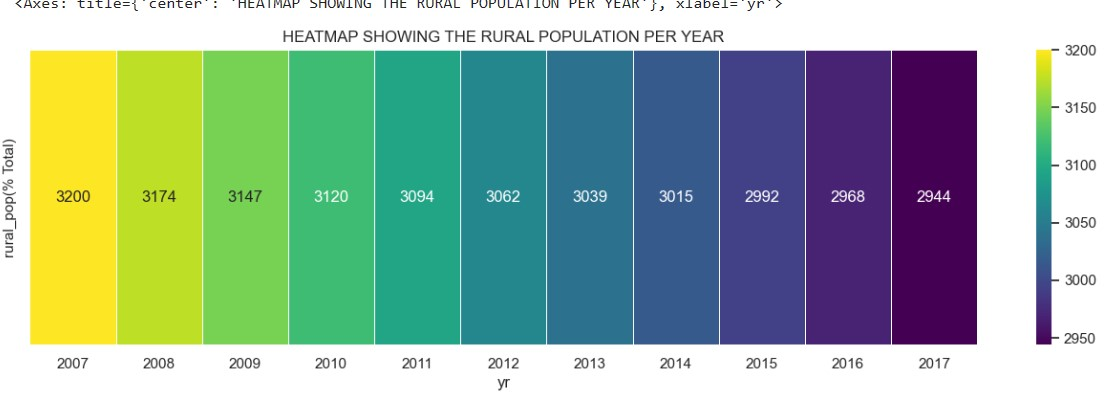 <Axes: title={'center': 'HEATMAP SHOWING THE RURAL POPULATION PER YEAR'}, xlabel='yr'>
HEATMAP SHOWING THE RURAL POPULATION PER YEAR
rural_pop(% Total)
3200 3174 3147 3120 3094 3062 3039 3015 2992 2968 2944
2007 2008 2009 2010 2011 2012 2013 2014 2015 2016 2017
yr
3200
3150
3100
3050
3000
2950